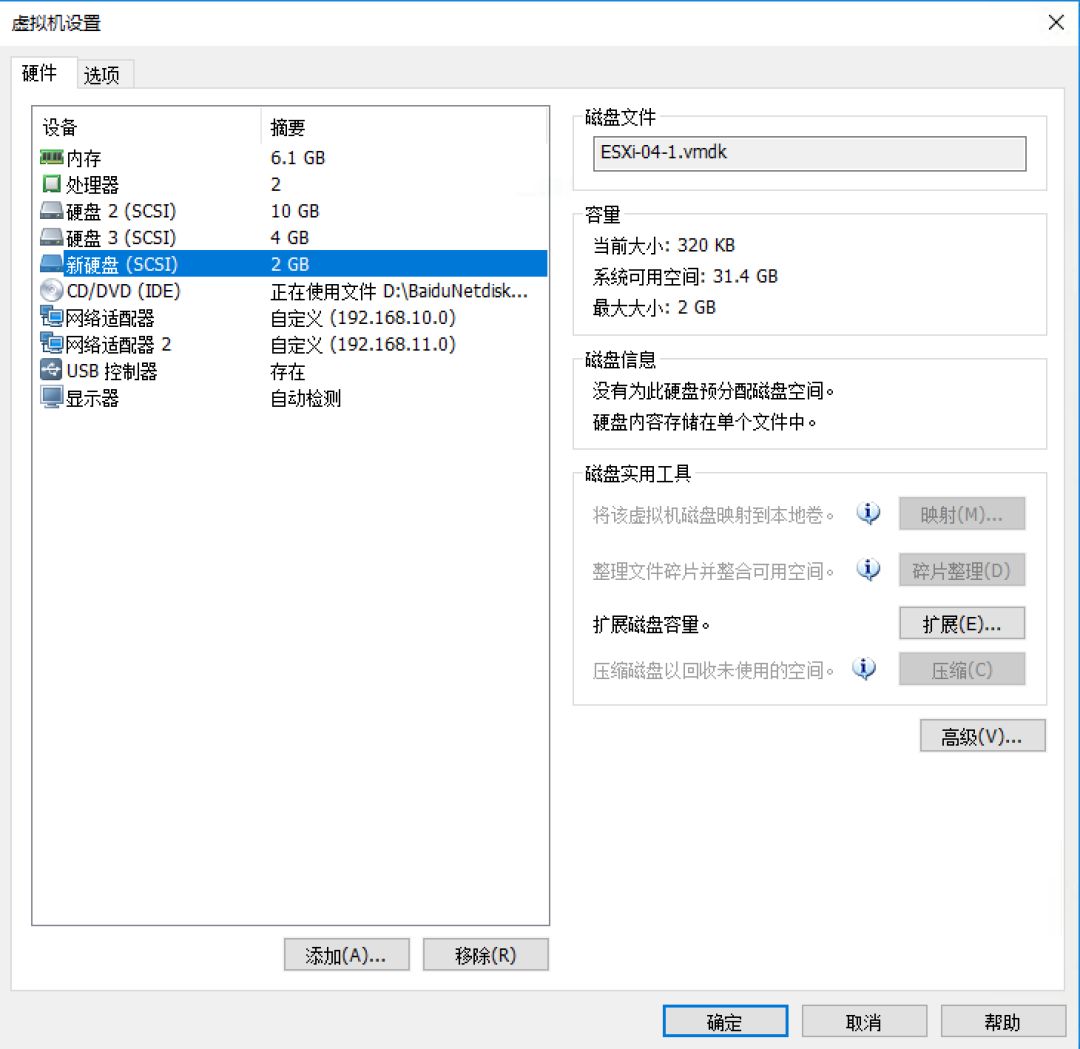 虚拟机设置
硬件 选项
设备 摘要
内存 6.1 GB
处理器 2
硬盘 2 (SCSI) 10 GB
硬盘 3 (SCSI) 4 GB
新硬盘 (SCSI) 2 GB
CD/DVD (IDE) 正在使用文件 D:\BaiduNetdisk...
网络适配器 自定义 (192.168.10.0)
网络适配器 2 自定义 (192.168.11.0)
USB 控制器 存在
显示器 自动检测
添加(A)... 移除(R)
磁盘文件
ESXi-04-1.vmdk
容量
当前大小: 320 KB
系统可用空间: 31.4 GB
最大大小: 2 GB
磁盘信息
没有为此硬盘预分配磁盘空间。
硬盘内容存储在单个文件中。
磁盘实用工具
将该虚拟机磁盘映射到本地卷。 映射(M)...
整理文件碎片并整合可用空间。 碎片整理(D)
扩展磁盘容量。 扩展(E)...
压缩磁盘以回收未使用的空间。 压缩(C)
高级(V)...
确定 取消 帮助